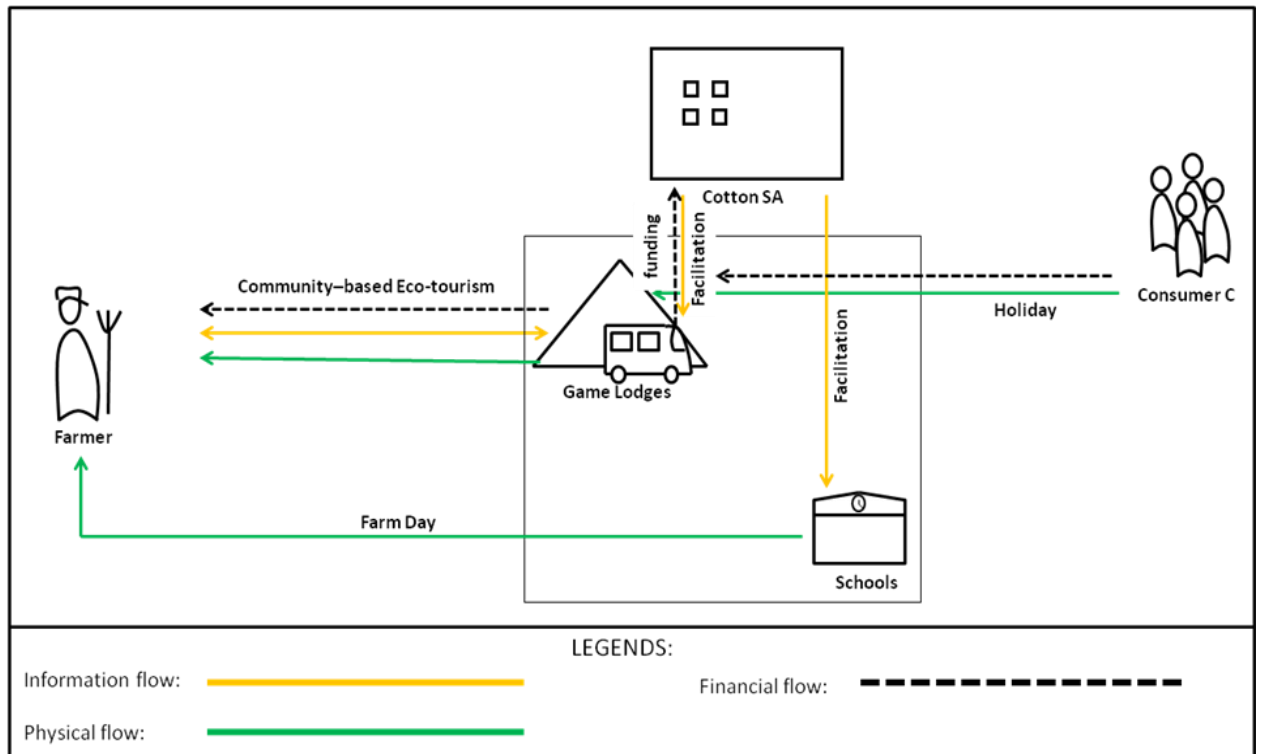 Cotton SA
funding
Facilitation
Community–based Eco-tourism
Consumer C
Holiday
Facilitation
Game Lodges
Farmer
Farm Day
Schools
LEGENDS:
Information flow:
Financial flow:
Physical flow: